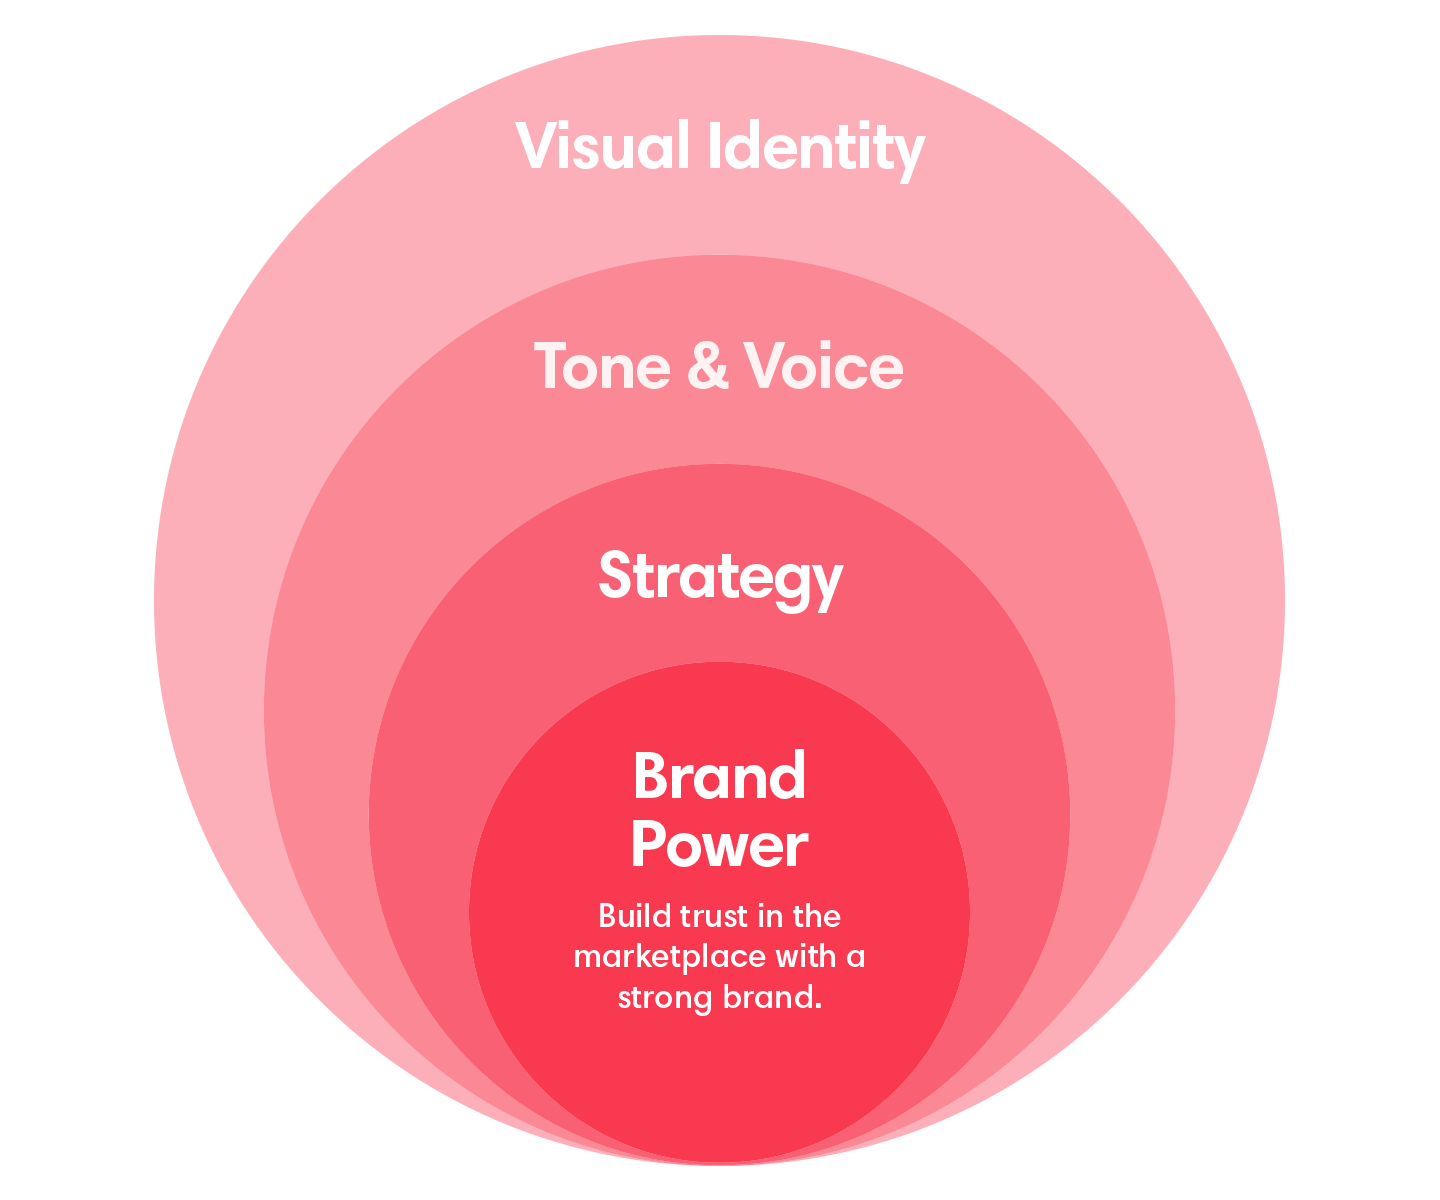 Visual Identity
Tone & Voice
Strategy
Brand
Power
Build trust in the
marketplace with a
strong brand.